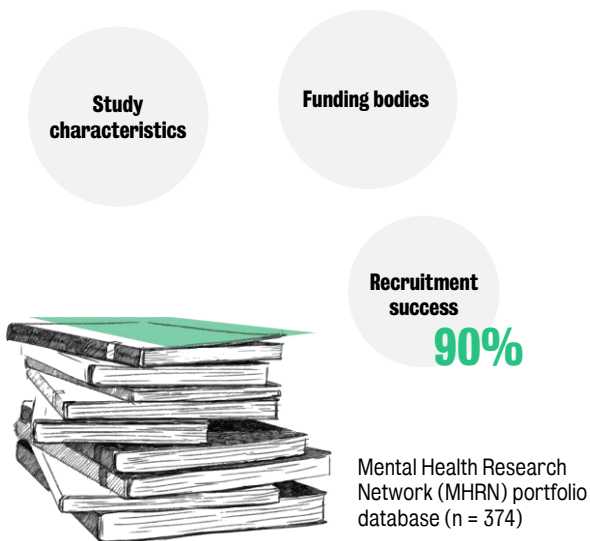 Study
characteristics
Funding bodies
Recruitment
success
90%
Mental Health Research
Network (MHRN) portfolio
database (n = 374)